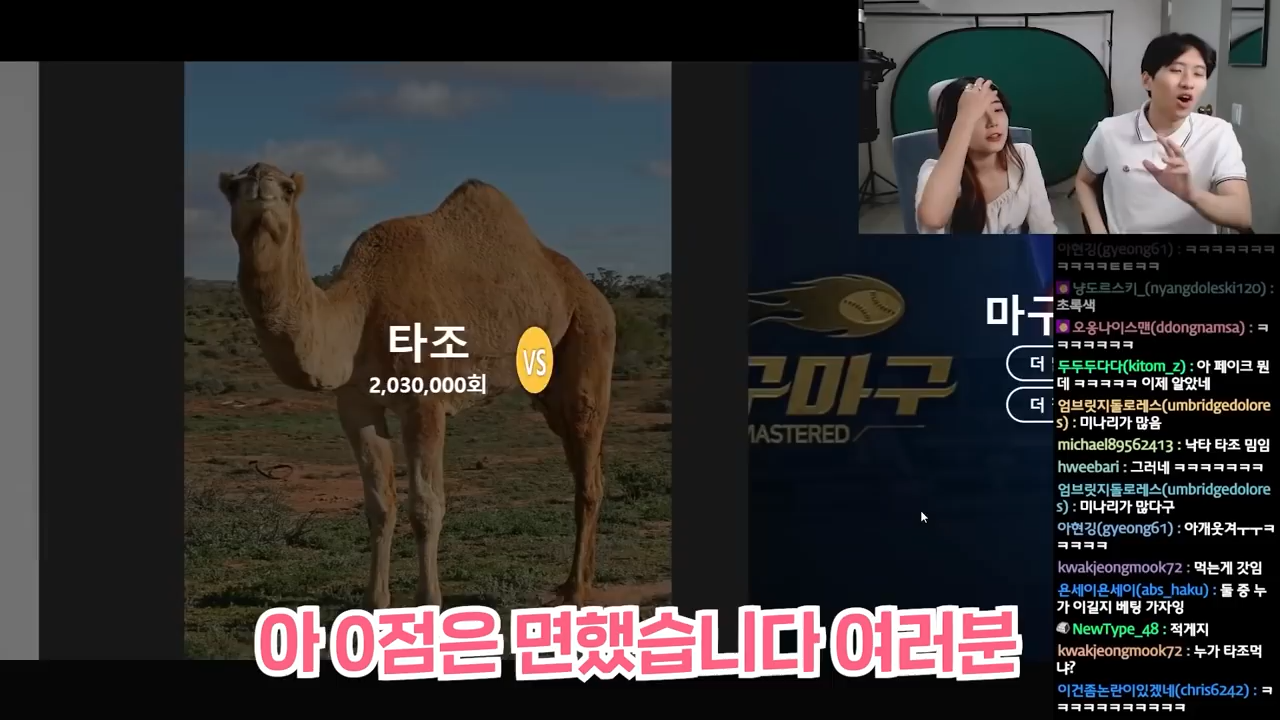 타조
2,030,000회
VS
구마구
MASTERED
마구
더
더
아현깅(gyeong61) : ㅋㅋㅋㅋㅋㅋㅋ
ㅋㅋㅋㅋㅌㅌㅋㅋ
냥도르스키_(nyangdoleski120) :
초록색
오옹나이스맨(ddongnamsa) : ㅋ
ㅋㅋㅋㅋㅋㅋ
두두두다다(kitom_z) : 아 페이크 뭔
데 ㅋㅋㅋㅋㅋ 이제 알았네
엄브릿지돌로레스(umbridgedolore
s) : 미나리가 많음
michael89562413 : 낙타 타조 밈임
hweebari : 그러네 ㅋㅋㅋㅋㅋㅋㅋ
엄브릿지돌로레스(umbridgedolore
s) : 미나리가 많다구
아현깅(gyeong61) : 아개웃겨ㅜㅜㅋ
ㅋㅋㅋㅋ
kwakjeongmook72 : 먹는게 갓임
욘세이욘세이(abs_haku) : 둘 중 누
가 이길지 베팅 가자잉
NewType_48 : 적게지
kwakjeongmook72 : 누가 타조먹
냐?
이건좀논란이있겠네(chris6242) : ㅋ
ㅋㅋㅋㅋㅋㅋㅋㅋㅋㅋ
아 0점은 면했습니다 여러분